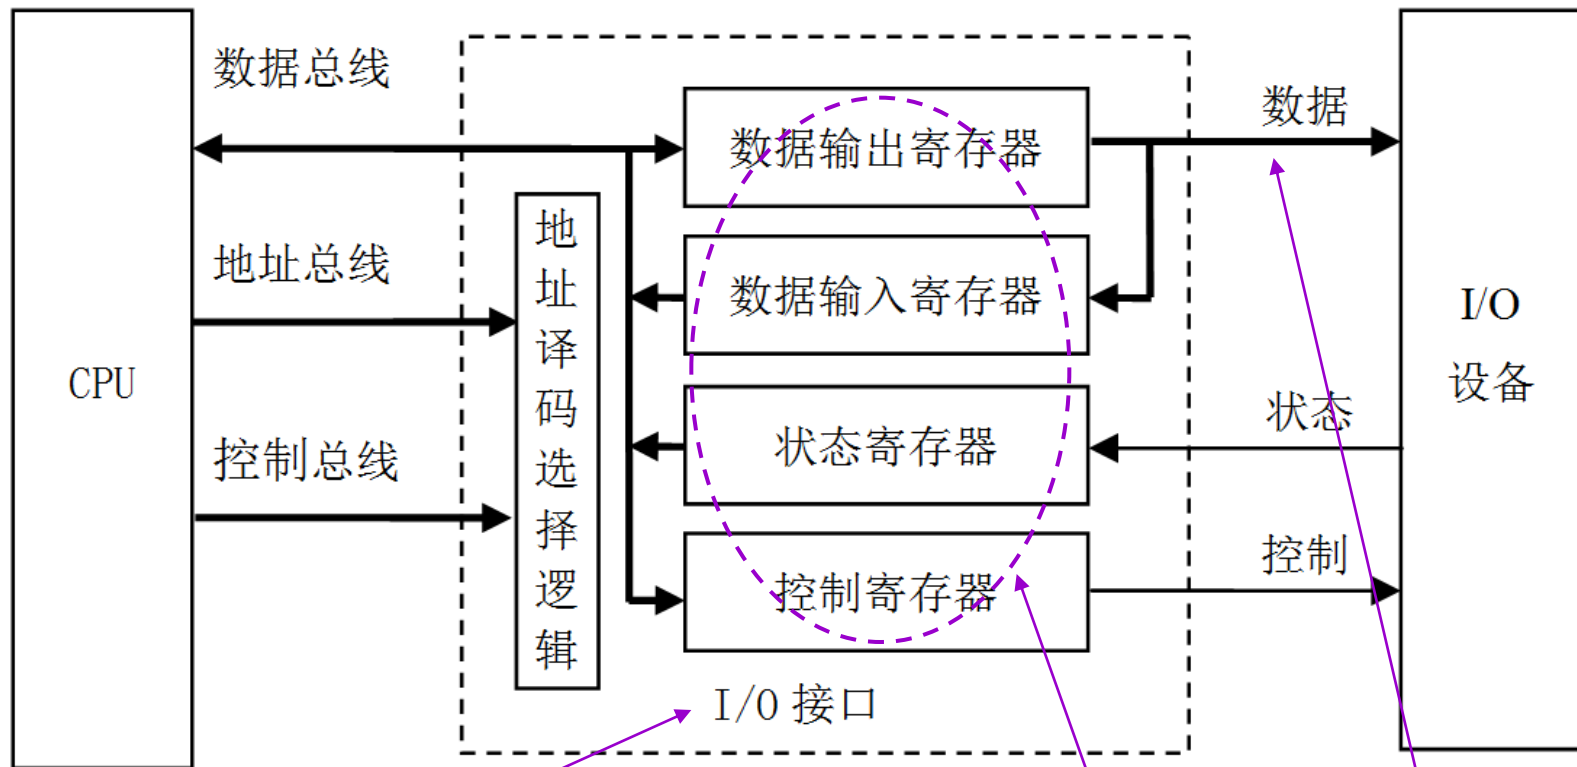 CPU
数据总线
地址总线
控制总线
地址译码选择逻辑
数据输出寄存器
数据输入寄存器
状态寄存器
控制寄存器
I/O 接口
数据
状态
控制
I/O
设备